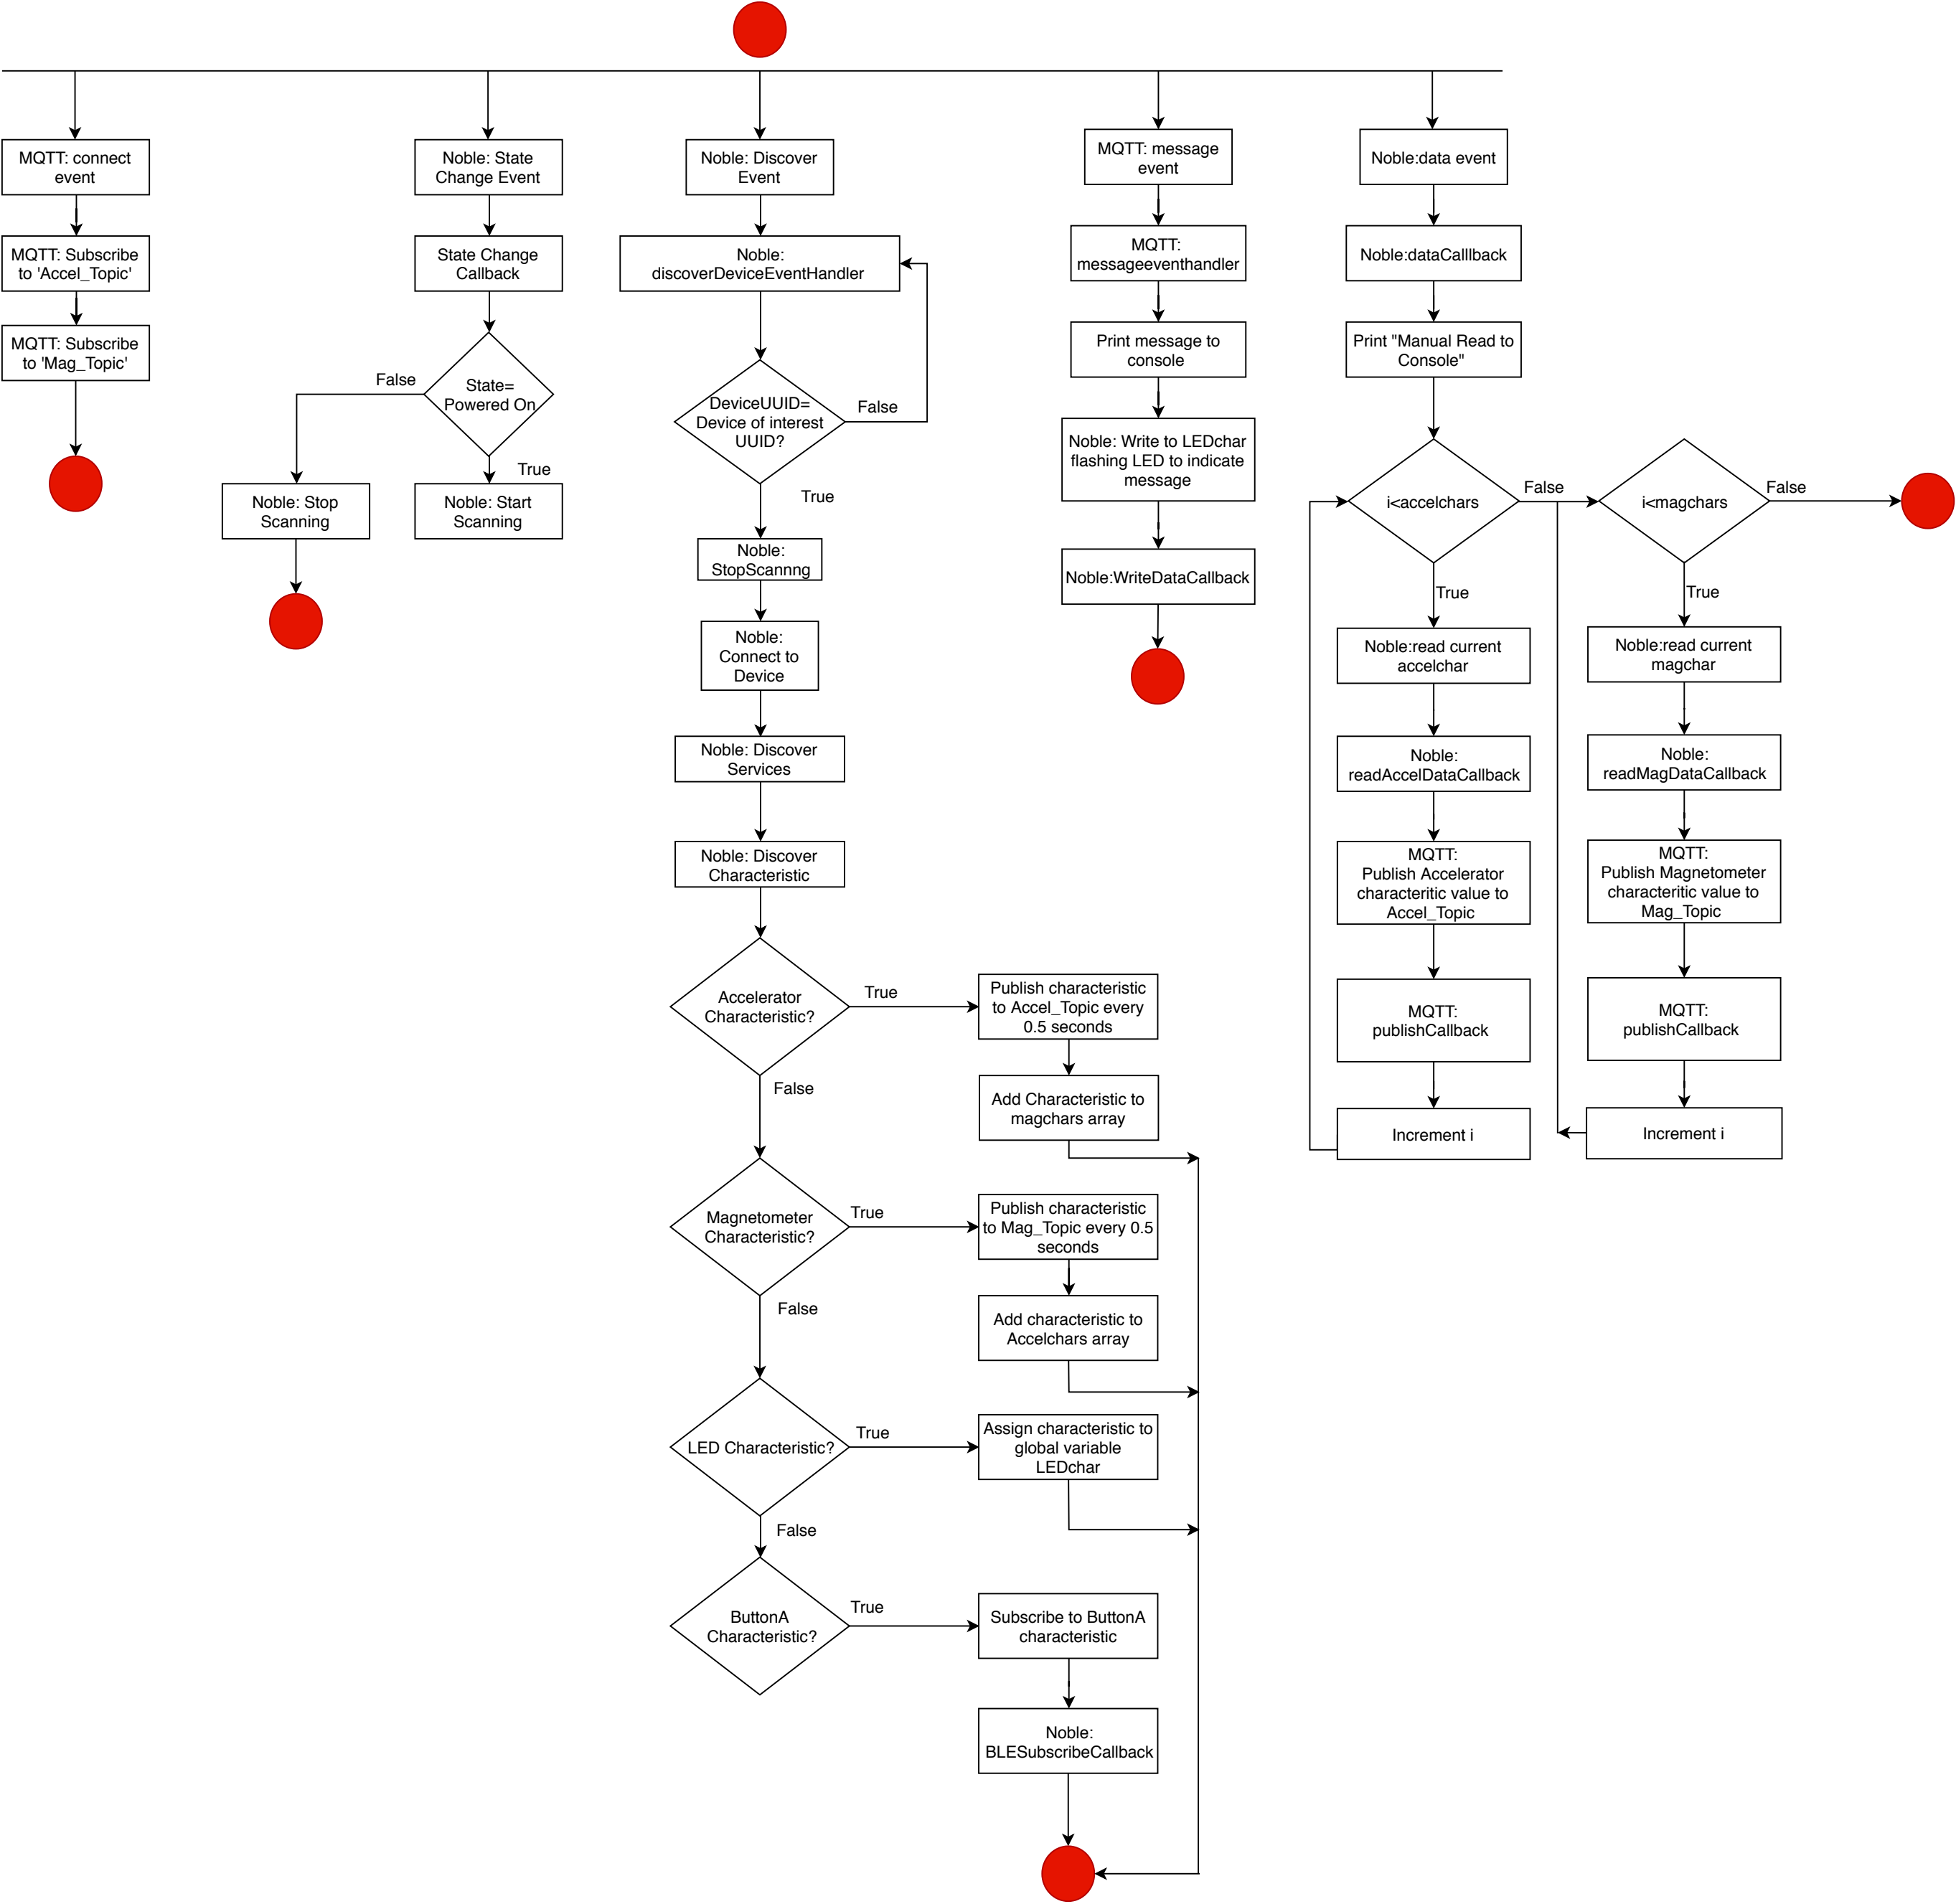 MQTT: connect
event
MQTT: Subscribe
to 'Accel_Topic'
MQTT: Subscribe
to 'Mag_Topic'
Noble: State
Change Event
State Change
Callback
State=
Powered On
False
True
Noble: Stop
Scanning
Noble: Start
Scanning
Noble: Discover
Event
Noble:
discoverDeviceEventHandler
DeviceUUID=
Device of interest
UUID?
False
True
Noble:
StopScannng
Noble:
Connect to
Device
Noble: Discover
Services
Noble: Discover
Characteristic
Accelerator
Characteristic?
True
Publish characteristic
to Accel_Topic every
0.5 seconds
Add Characteristic to
magchars array
False
Magnetometer
Characteristic?
True
Publish characteristic
to Mag_Topic every 0.5
seconds
Add characteristic to
Accelchars array
False
LED Characteristic?
True
Assign characteristic to
global variable
LEDchar
False
ButtonA
Characteristic?
True
Subscribe to ButtonA
characteristic
Noble:
BLESubscribeCallback
MQTT: message
event
MQTT:
messageeventhandler
Print message to
console
Noble: Write to LEDchar
flashing LED to indicate
message
Noble:WriteDataCallback
Noble:data event
Noble:dataCalllback
Print "Manual Read to
Console"
i<accelchars
False
True
Noble:read current
accelchar
Noble:
readAccelDataCallback
MQTT:
Publish Accelerator
characteritic value to
Accel_Topic
MQTT:
publishCallback
Increment i
i<magchars
False
True
Noble:read current
magchar
Noble:
readMagDataCallback
MQTT:
Publish Magnetometer
characteritic value to
Mag_Topic
MQTT:
publishCallback
Increment i